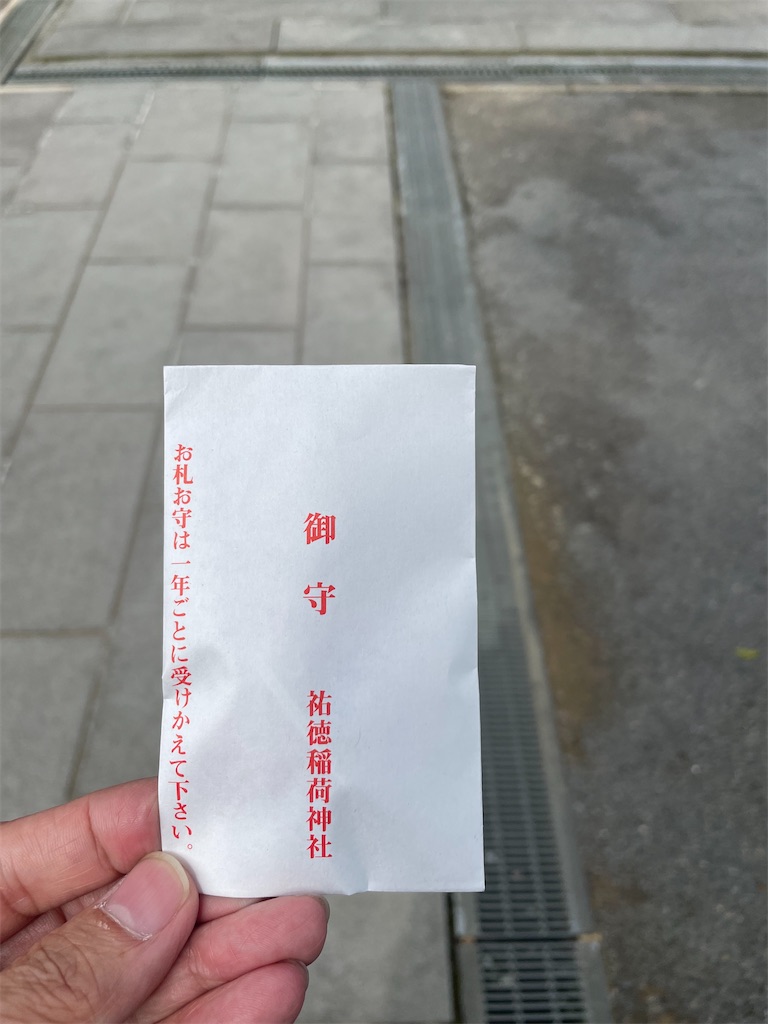 御守
祐徳稲荷神社
お札お守は一年ごとに受けかえて下さい。